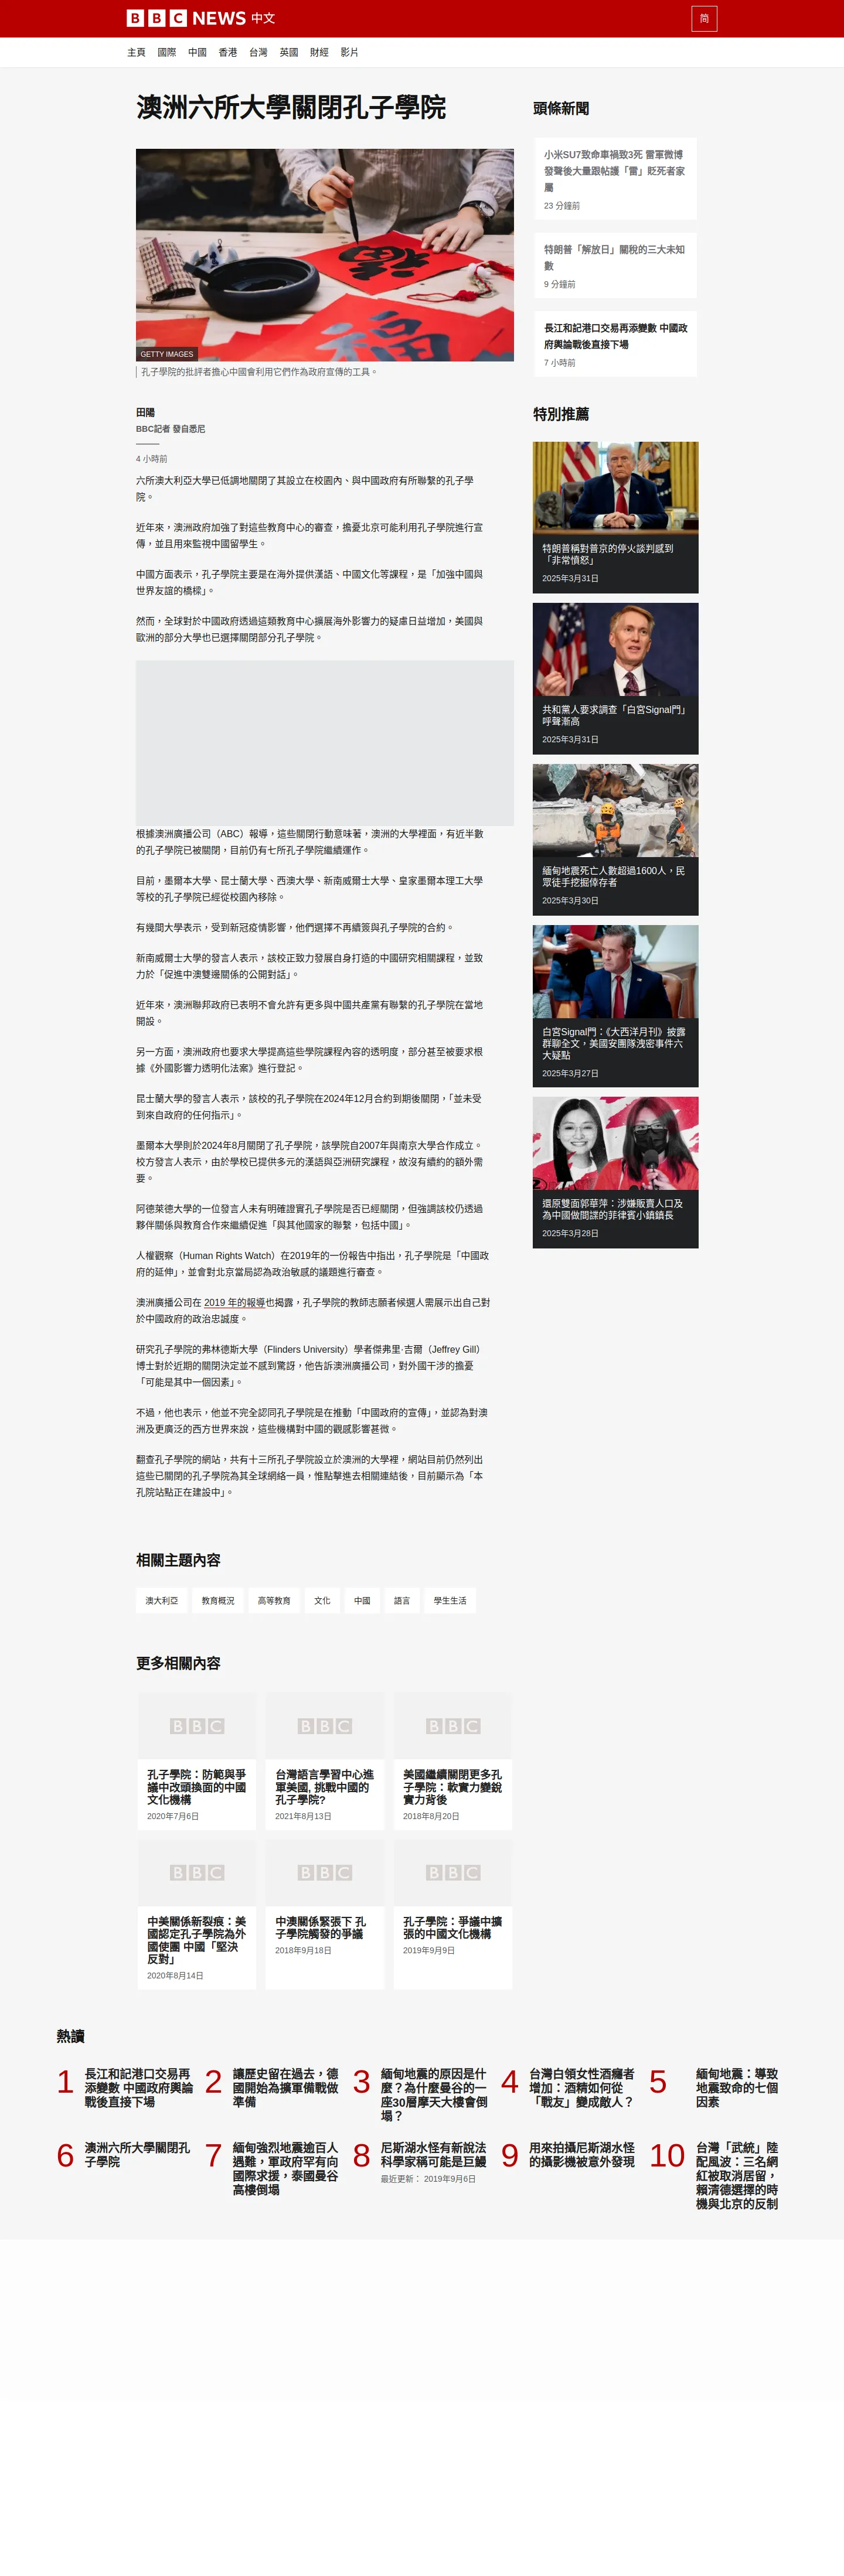 BBC NEWS 中文
简
主頁 國際 中國 香港 台灣 英國 財經 影片
澳洲六所大學關閉孔子學院
GETTY IMAGES
孔子學院的批評者擔心中國會利用它們作為政府宣傳的工具。
田陽
BBC記者 發自悉尼
4 小時前
六所澳大利亞大學已低調地關閉了其設立在校園內、與中國政府有所聯繫的孔子學
院。
近年來，澳洲政府加強了對這些教育中心的審查，擔憂北京可能利用孔子學院進行宣
傳，並且用來監視中國留學生。
中國方面表示，孔子學院主要是在海外提供漢語、中國文化等課程，是「加強中國與
世界友誼的橋樑」。
然而，全球對於中國政府透過這類教育中心擴展海外影響力的疑慮日益增加，美國與
歐洲的部分大學也已選擇關閉部分孔子學院。
根據澳洲廣播公司（ABC）報導，這些關閉行動意味著，澳洲的大學裡面，有近半數
的孔子學院已被關閉，目前仍有七所孔子學院繼續運作。
目前，墨爾本大學、昆士蘭大學、西澳大學、新南威爾士大學、皇家墨爾本理工大學
等校的孔子學院已經從校園內移除。
有幾間大學表示，受到新冠疫情影響，他們選擇不再續簽與孔子學院的合約。
新南威爾士大學的發言人表示，該校正致力發展自身打造的中國研究相關課程，並致
力於「促進中澳雙邊關係的公開對話」。
近年來，澳洲聯邦政府已表明不會允許有更多與中國共產黨有聯繫的孔子學院在當地
開設。
另一方面，澳洲政府也要求大學提高這些學院課程內容的透明度，部分甚至被要求根
據《外國影響力透明化法案》進行登記。
昆士蘭大學的發言人表示，該校的孔子學院在2024年12月合約到期後關閉，「並未受
到來自政府的任何指示」。
墨爾本大學則於2024年8月關閉了孔子學院，該學院自2007年與南京大學合作成立。
校方發言人表示，由於學校已提供多元的漢語與亞洲研究課程，故沒有續約的額外需
要。
阿德萊德大學的一位發言人未有明確證實孔子學院是否已經關閉，但強調該校仍透過
夥伴關係與教育合作來繼續促進「與其他國家的聯繫，包括中國」。
人權觀察（Human Rights Watch）在2019年的一份報告中指出，孔子學院是「中國政
府的延伸」，並會對北京當局認為政治敏感的議題進行審查。
澳洲廣播公司在 2019 年的報導也揭露，孔子學院的教師志願者候選人需展示出自己對
於中國政府的政治忠誠度。
研究孔子學院的弗林德斯大學（Flinders University）學者傑弗里·吉爾（Jeffrey Gill）
博士對於近期的關閉決定並不感到驚訝，他告訴澳洲廣播公司，對外國干涉的擔憂
「可能是其中一個因素」。
不過，他也表示，他並不完全認同孔子學院是在推動「中國政府的宣傳」，並認為對澳
洲及更廣泛的西方世界來說，這些機構對中國的觀感影響甚微。
翻查孔子學院的網站，共有十三所孔子學院設立於澳洲的大學裡，網站目前仍然列出
這些已關閉的孔子學院為其全球網絡一員，惟點擊進去相關連結後，目前顯示為「本
孔院站點正在建設中」。
相關主題內容
澳大利亞 教育概況 高等教育 文化 中國 語言 學生生活
更多相關內容
孔子學院：防範與爭
議中改頭換面的中國
文化機構
2020年7月6日
台灣語言學習中心進
軍美國, 挑戰中國的
孔子學院?
2021年8月13日
美國繼續關閉更多孔
子學院：軟實力變銳
實力背後
2018年8月20日
中美關係新裂痕：美
國認定孔子學院為外
國使團 中國「堅決
反對」
2020年8月14日
中澳關係緊張下 孔
子學院觸發的爭議
2018年9月18日
孔子學院：爭議中擴
張的中國文化機構
2019年9月9日
頭條新聞
小米SU7致命車禍致3死 雷軍微博
發聲後大量跟帖護「雷」貶死者家
屬
23 分鐘前
特朗普「解放日」關稅的三大未知
數
9 分鐘前
長江和記港口交易再添變數 中國政
府輿論戰後直接下場
7 小時前
特別推薦
特朗普稱對普京的停火談判感到
「非常憤怒」
2025年3月31日
共和黨人要求調查「白宮Signal門」
呼聲漸高
2025年3月31日
緬甸地震死亡人數超過1600人，民
眾徒手挖掘倖存者
2025年3月30日
白宮Signal門：《大西洋月刊》披露
群聊全文，美國安團隊洩密事件六
大疑點
2025年3月27日
還原雙面郭華萍：涉嫌販賣人口及
為中國做間諜的菲律賓小鎮鎮長
2025年3月28日
熱讀
1 長江和記港口交易再
添變數 中國政府輿論
戰後直接下場
2 讓歷史留在過去，德
國開始為擴軍備戰做
準備
3 緬甸地震的原因是什
麼？為什麼曼谷的一
座30層摩天大樓會倒
塌？
4 台灣白領女性酒癮者
增加：酒精如何從
「戰友」變成敵人？
5 緬甸地震：導致
地震致命的七個
因素
6 澳洲六所大學關閉孔
子學院
7 緬甸強烈地震逾百人
遇難，軍政府罕有向
國際求援，泰國曼谷
高樓倒塌
8 尼斯湖水怪有新說法
科學家稱可能是巨鰻
最近更新： 2019年9月6日
9 用來拍攝尼斯湖水怪
的攝影機被意外發現
10 台灣「武統」陸
配風波：三名網
紅被取消居留，
賴清德選擇的時
機與北京的反制